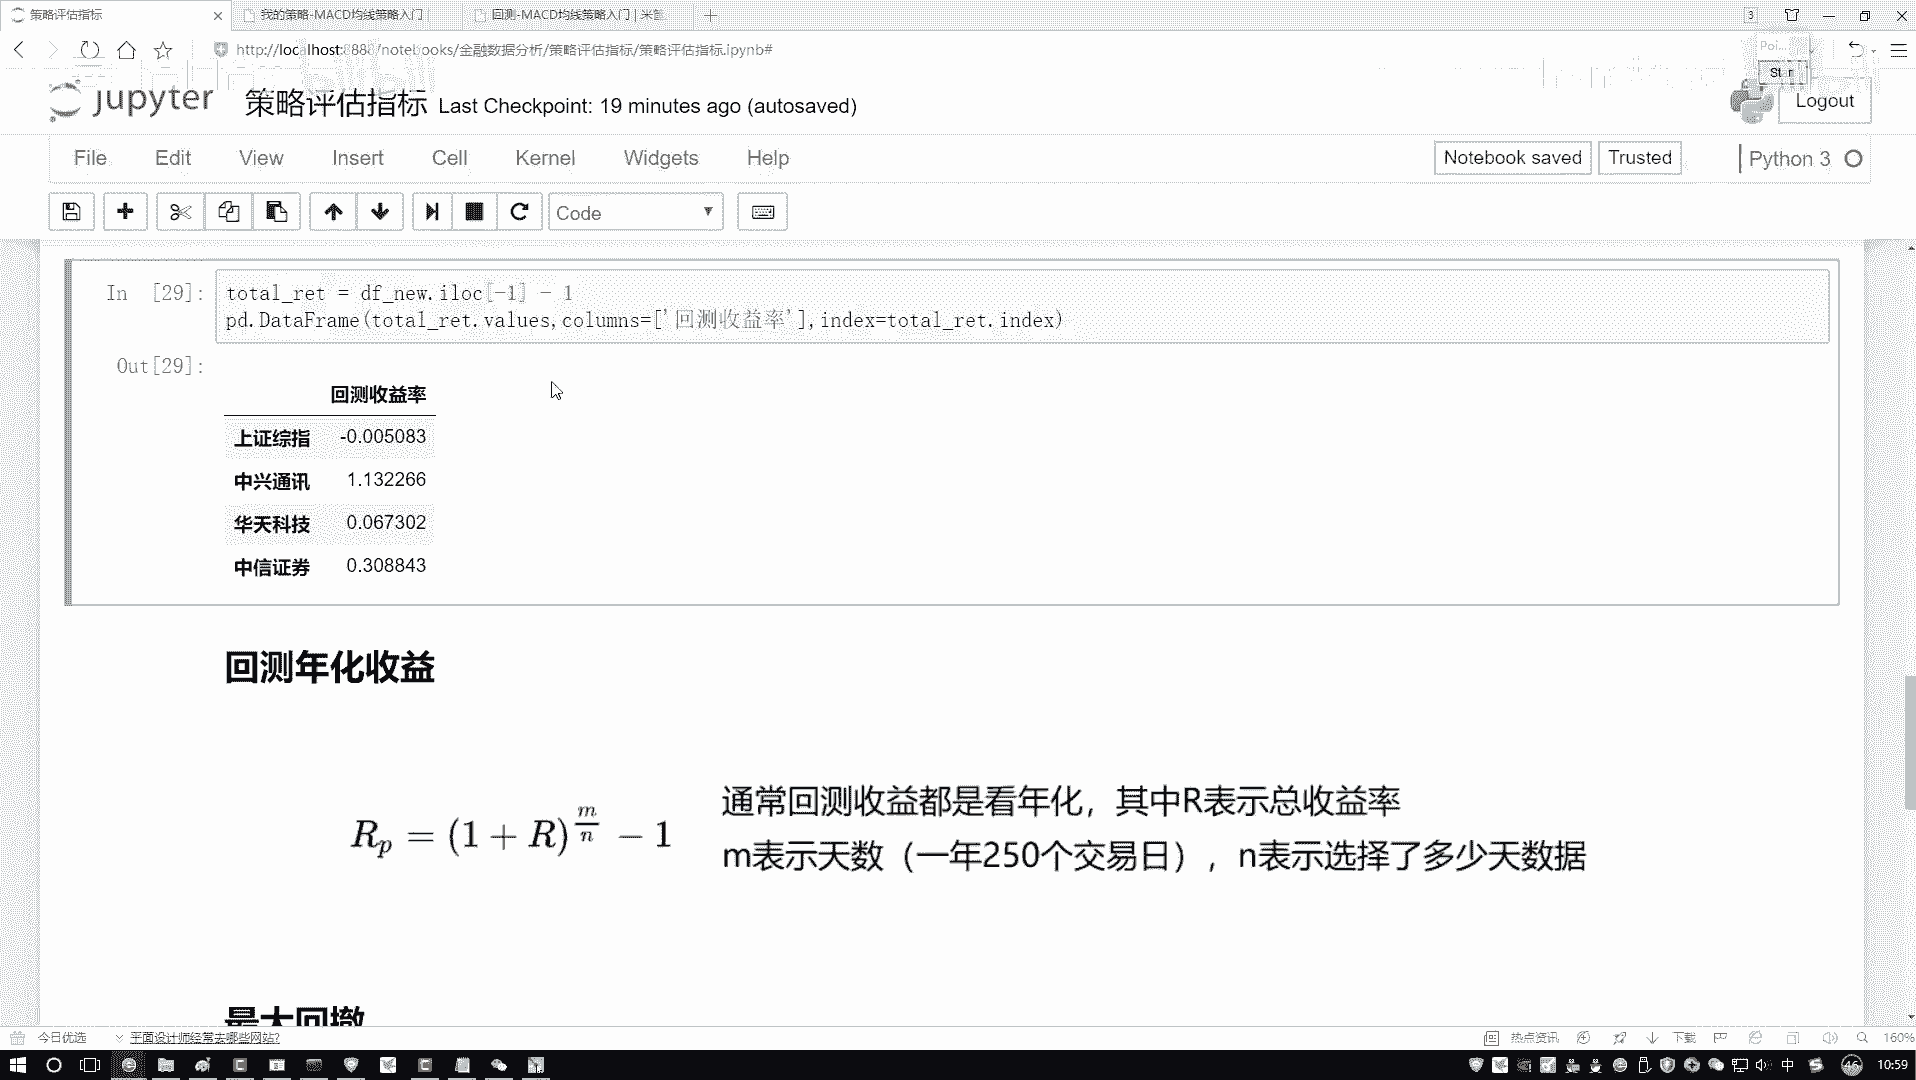 策略评估指标
我的策略-MACD均线策略入门
回测-MACD均线策略入门 | 米筐
3
http://localhost:8888/notebooks/金融数据分析/策略评估指标/策略评估指标.ipynb#
Poi...
Start
jupyter 策略评估指标 Last Checkpoint: 19 minutes ago (autosaved)
Logout
File Edit View Insert Cell Kernel Widgets Help
Notebook saved Trusted Python 3
Code
In [29]: total_ret = df_new.iloc[-1] - 1
pd.DataFrame(total_ret.values,columns=['回测收益率'],index=total_ret.index)
Out[29]:
回测收益率
上证综指 -0.005083
中兴通讯 1.132266
华天科技 0.067302
中信证券 0.308843
回测年化收益
R_p = (1 + R)^{m/n} − 1
通常回测收益都是看年化，其中R表示总收益率
m表示天数（一年250个交易日），n表示选择了多少天数据
最大回撤
今日优选 平面设计师经常去哪些网站?
热点资讯 下载 160%
中 46 10:59